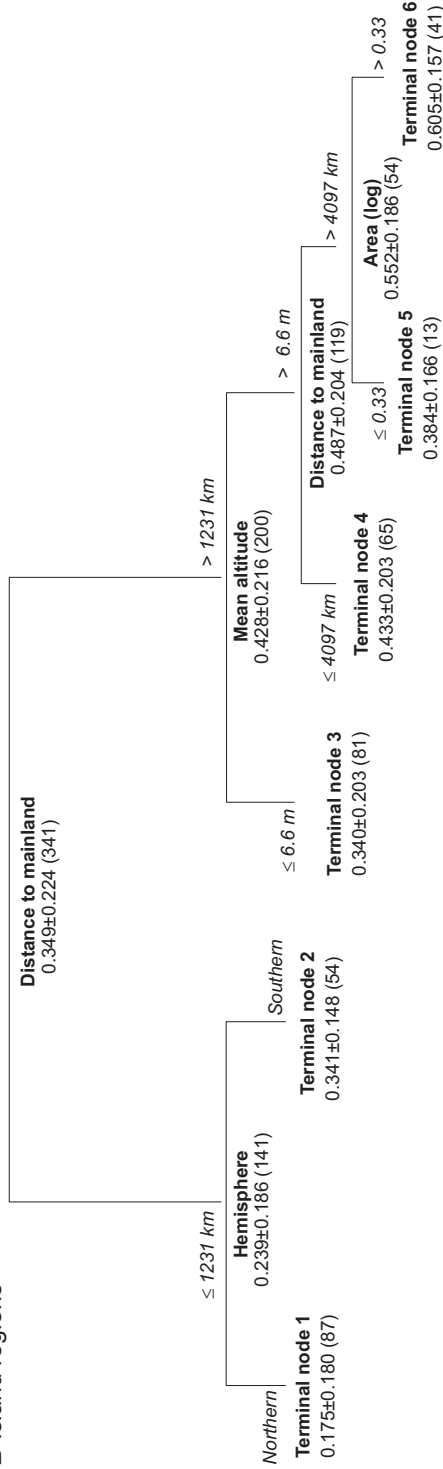 Island regions
Distance to mainland
0.349±0.224 (341)
≤ 1231 km
> 1231 km
Hemisphere
0.239±0.186 (141)
Mean altitude
0.428±0.216 (200)
Northern
Southern
≤ 6.6 m
> 6.6 m
Terminal node 1
0.175±0.180 (87)
Terminal node 2
0.341±0.148 (54)
Terminal node 3
0.340±0.203 (81)
Distance to mainland
0.487±0.204 (119)
≤ 4097 km
> 4097 km
Terminal node 4
0.433±0.203 (65)
Area (log)
0.552±0.186 (54)
≤ 0.33
> 0.33
Terminal node 5
0.384±0.166 (13)
Terminal node 6
0.605±0.157 (41)